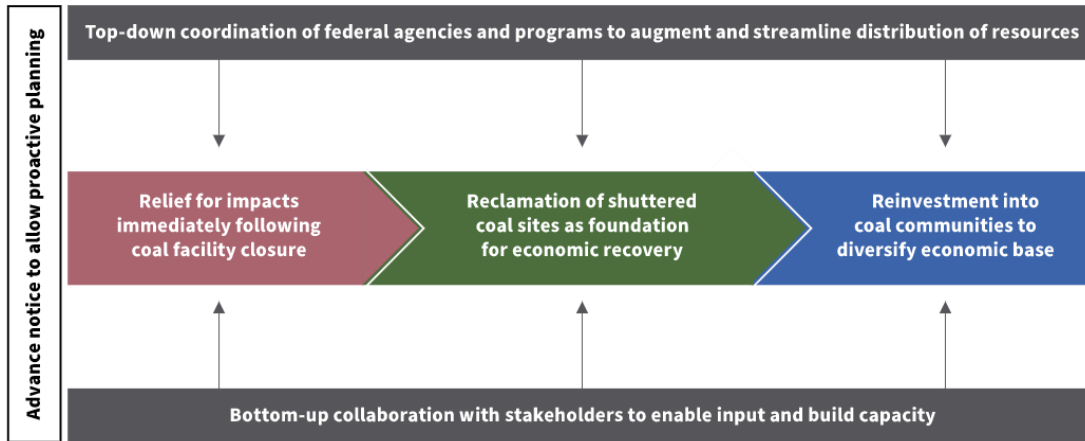 Advance notice to allow proactive planning
Top-down coordination of federal agencies and programs to augment and streamline distribution of resources
Relief for impacts
immediately following
coal facility closure
Reclamation of shuttered
coal sites as foundation
for economic recovery
Reinvestment into
coal communities to
diversify economic base
Bottom-up collaboration with stakeholders to enable input and build capacity